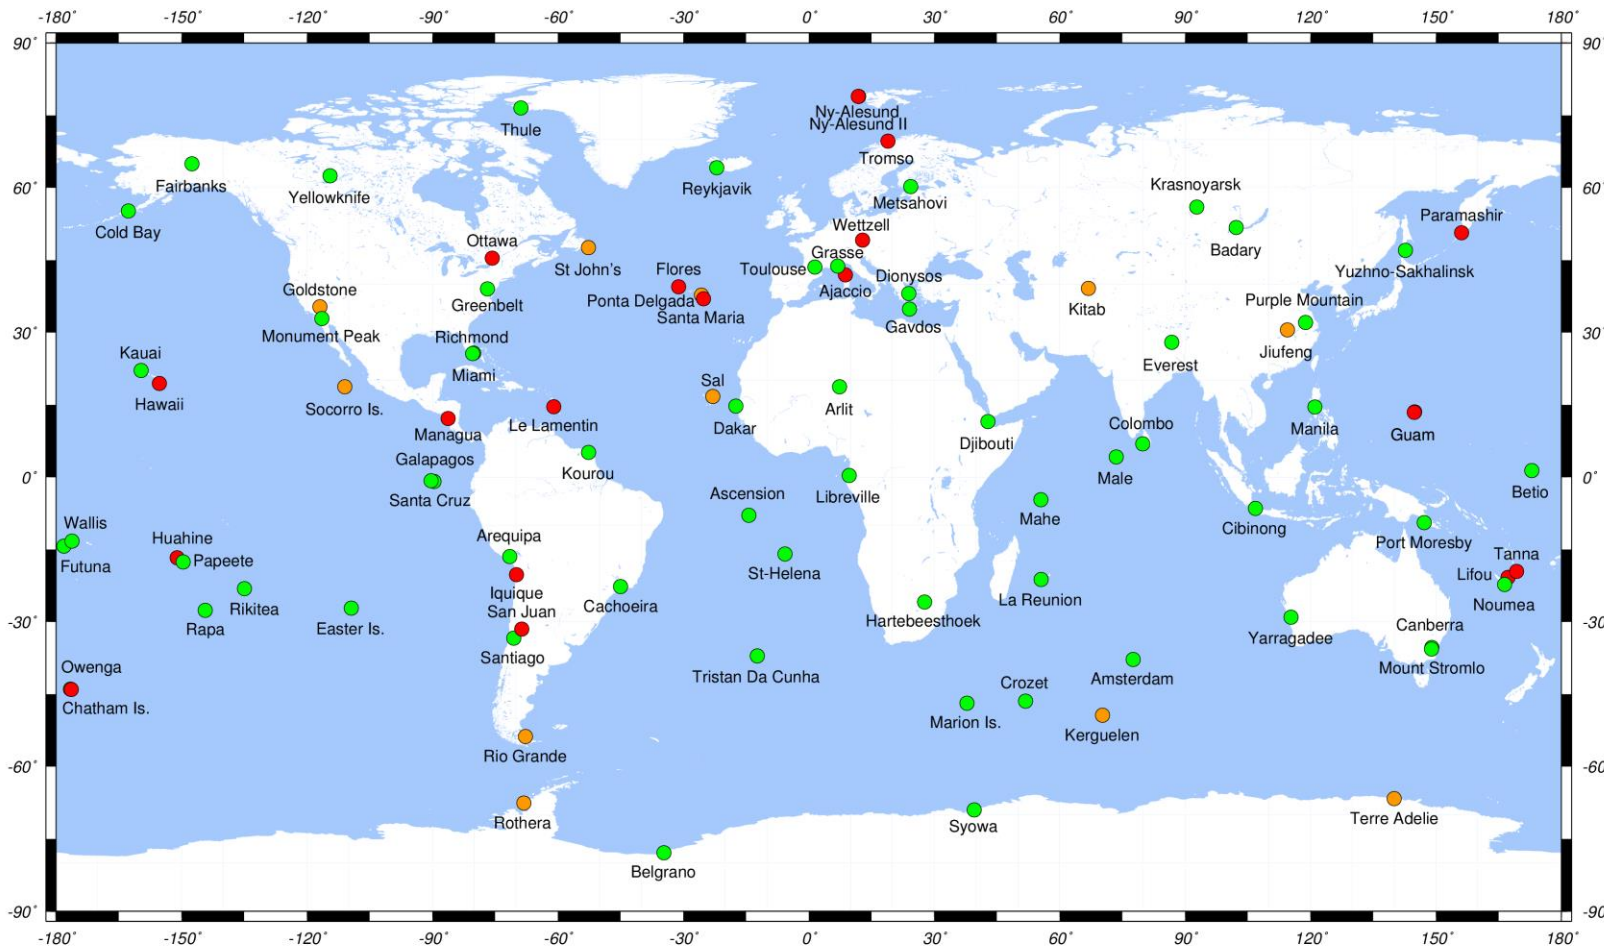 -180° -150° -120° -90° -60° -30° 0° 30° 60° 90° 120° 150° 180°
90° 90°
Ny-Alesund
Ny-Alesund II
Thule
Tromso
Fairbanks
Yellowknife
Reykjavik
60° 60°
Metsahovi
Krasnoyarsk
Paramashir
Cold Bay
Wettzell
Ottawa
Badary
Grasse
St John's
Flores
Toulouse
Dionysos
Yuzhno-Sakhalinsk
Goldstone
Greenbelt
Ponta Delgada
Ajaccio
Kitab
Purple Mountain
Santa Maria
Gavdos
30° 30°
Monument Peak
Richmond
Kauai
Jiufeng
Miami
Everest
Sal
Hawaii
Socorro Is.
Arlit
Le Lamentin
Dakar
Colombo
Manila
Managua
Djibouti
Guam
Galapagos
Kourou
Male
0° 0°
Santa Cruz
Ascension
Libreville
Betio
Wallis
Mahe
Cibinong
Huahine
Arequipa
Port Moresby
Papeete
Tanna
Futuna
St-Helena
Lifou
Iquique
Cachoeira
La Reunion
Rikitea
San Juan
Noumea
-30° -30°
Rapa
Easter Is.
Hartebeesthoek
Canberra
Yarragadee
Santiago
Owenga
Mount Stromlo
Tristan Da Cunha
Crozet
Amsterdam
Chatham Is.
Marion Is.
Kerguelen
Rio Grande
-60° -60°
Rothera
Syowa
Terre Adelie
Belgrano
-90° -90°
-180° -150° -120° -90° -60° -30° 0° 30° 60° 90° 120° 150° 180°